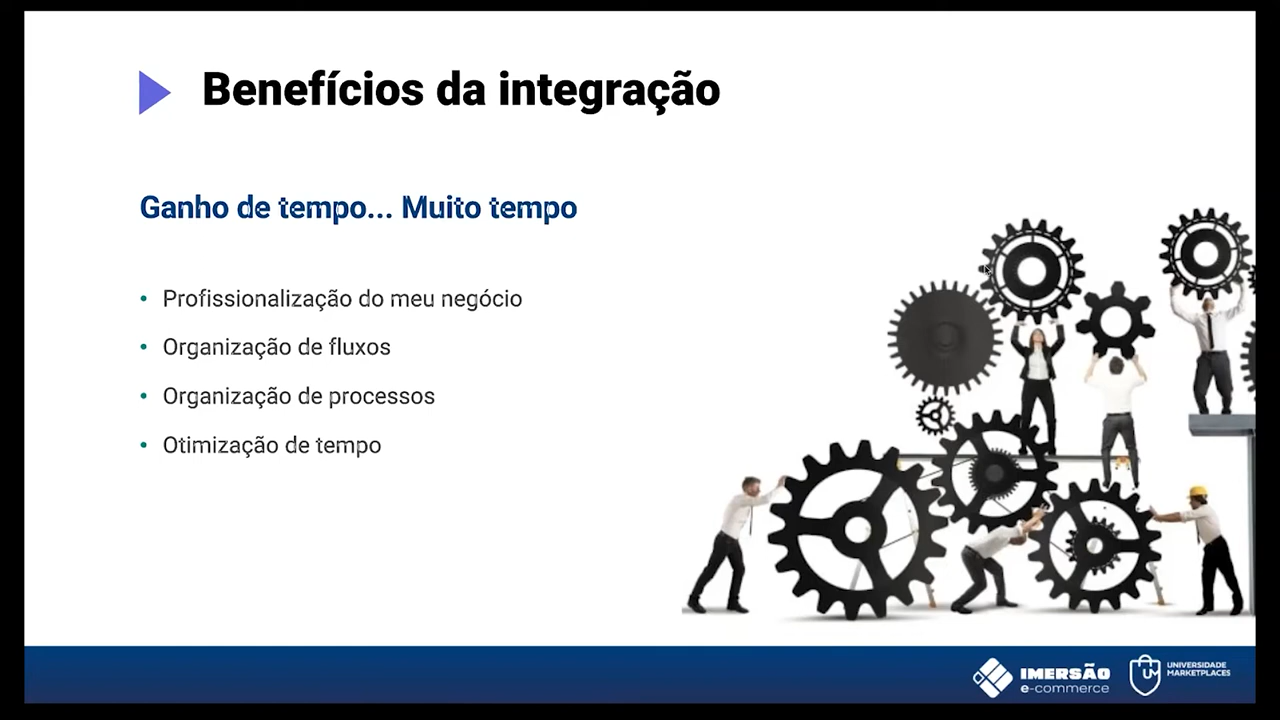 Benefícios da integração
Ganho de tempo... Muito tempo
• Profissionalização do meu negócio
• Organização de fluxos
• Organização de processos
• Otimização de tempo
IMERSÃO
e-commerce
UM
UNIVERSIDADE
MARKETPLACES